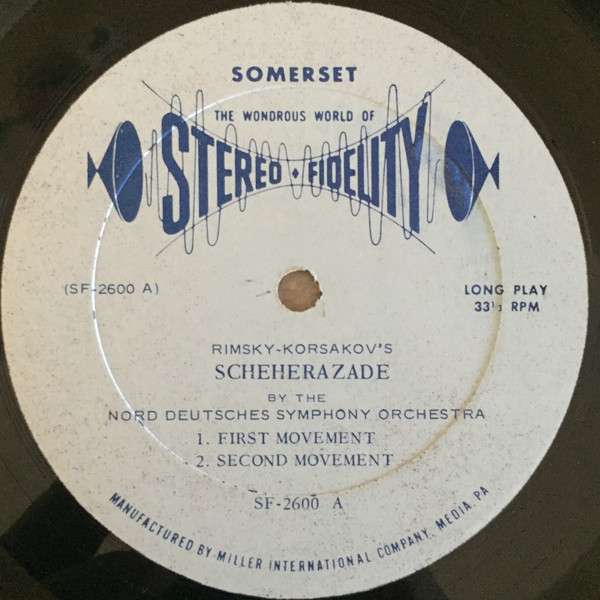 SOMERSET
THE WONDROUS WORLD OF
STEREO · FIDELITY
(SF-2600 A)
LONG PLAY
33⅓ RPM
RIMSKY-KORSAKOV'S
SCHEHERAZADE
BY THE
NORD DEUTSCHES SYMPHONY ORCHESTRA
1. FIRST MOVEMENT
2. SECOND MOVEMENT
SF-2600 A
MANUFACTURED BY MILLER INTERNATIONAL COMPANY, MEDIA, PA